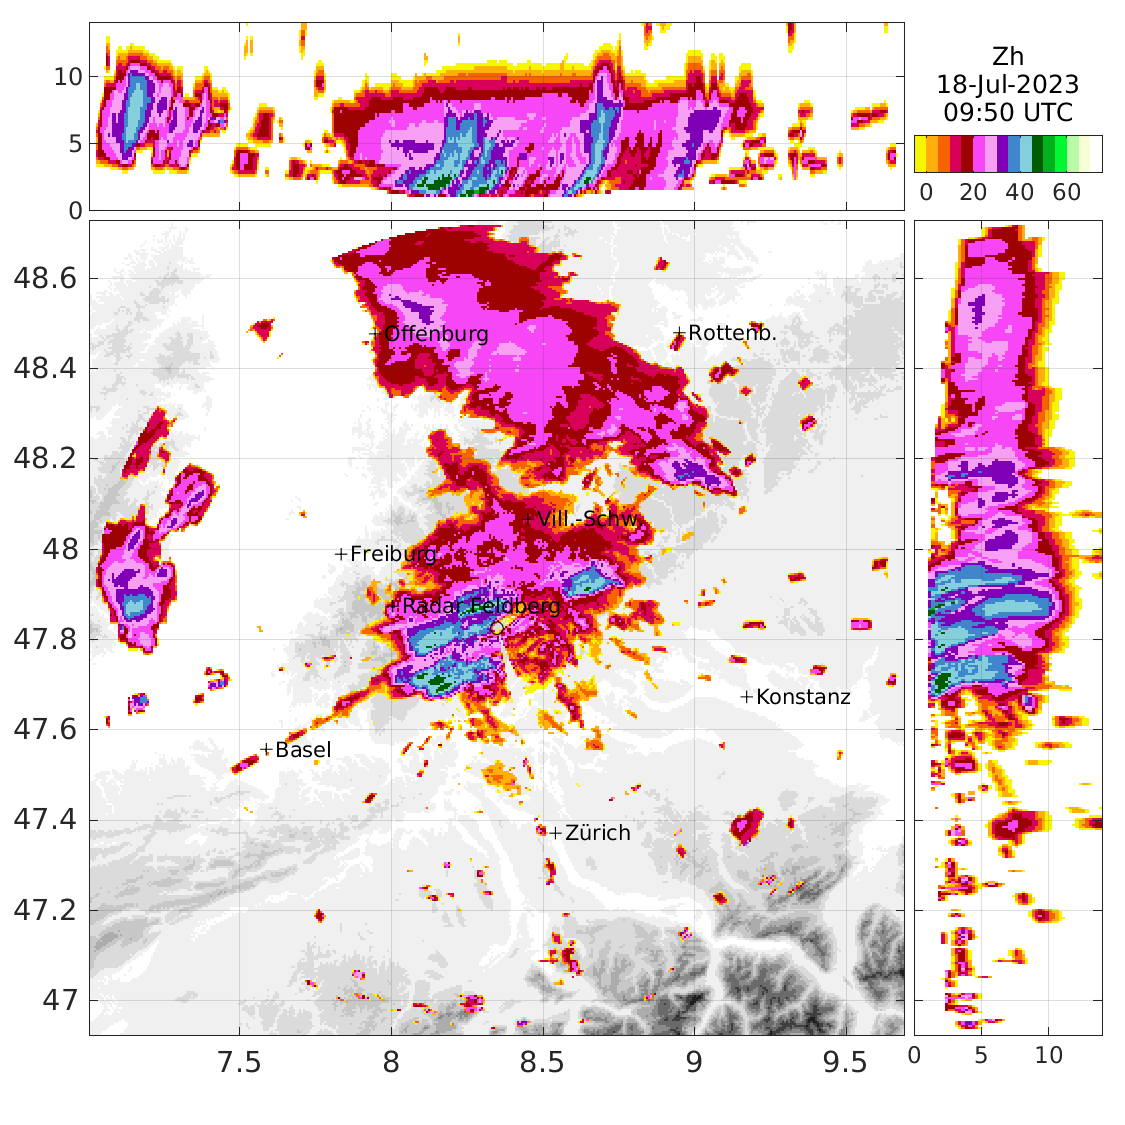 10
5
0
Zh
18-Jul-2023
09:50 UTC
0 20 40 60
48.6
48.4
48.2
48
47.8
47.6
47.4
47.2
47
+Offenburg
+Rottenb.
+Vill.-Schw.
+Freiburg
+Radar Feldberg
+Konstanz
+Basel
+Zürich
7.5 8 8.5 9 9.5
0 5 10